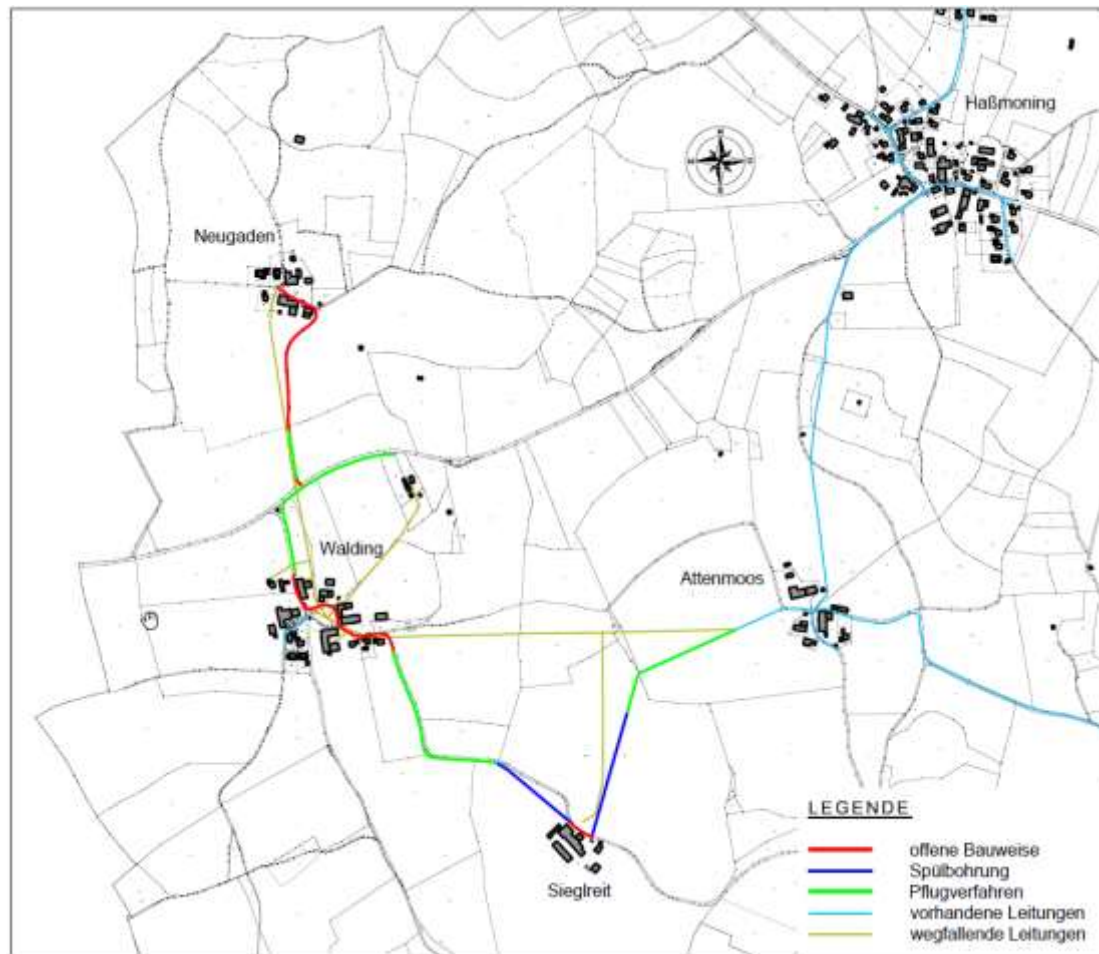 Haßmoning
Neugaden
Walding
Attenmoos
Sieglreit
LEGENDE
offene Bauweise
Spülbohrung
Pflugverfahren
vorhandene Leitungen
wegfallende Leitungen